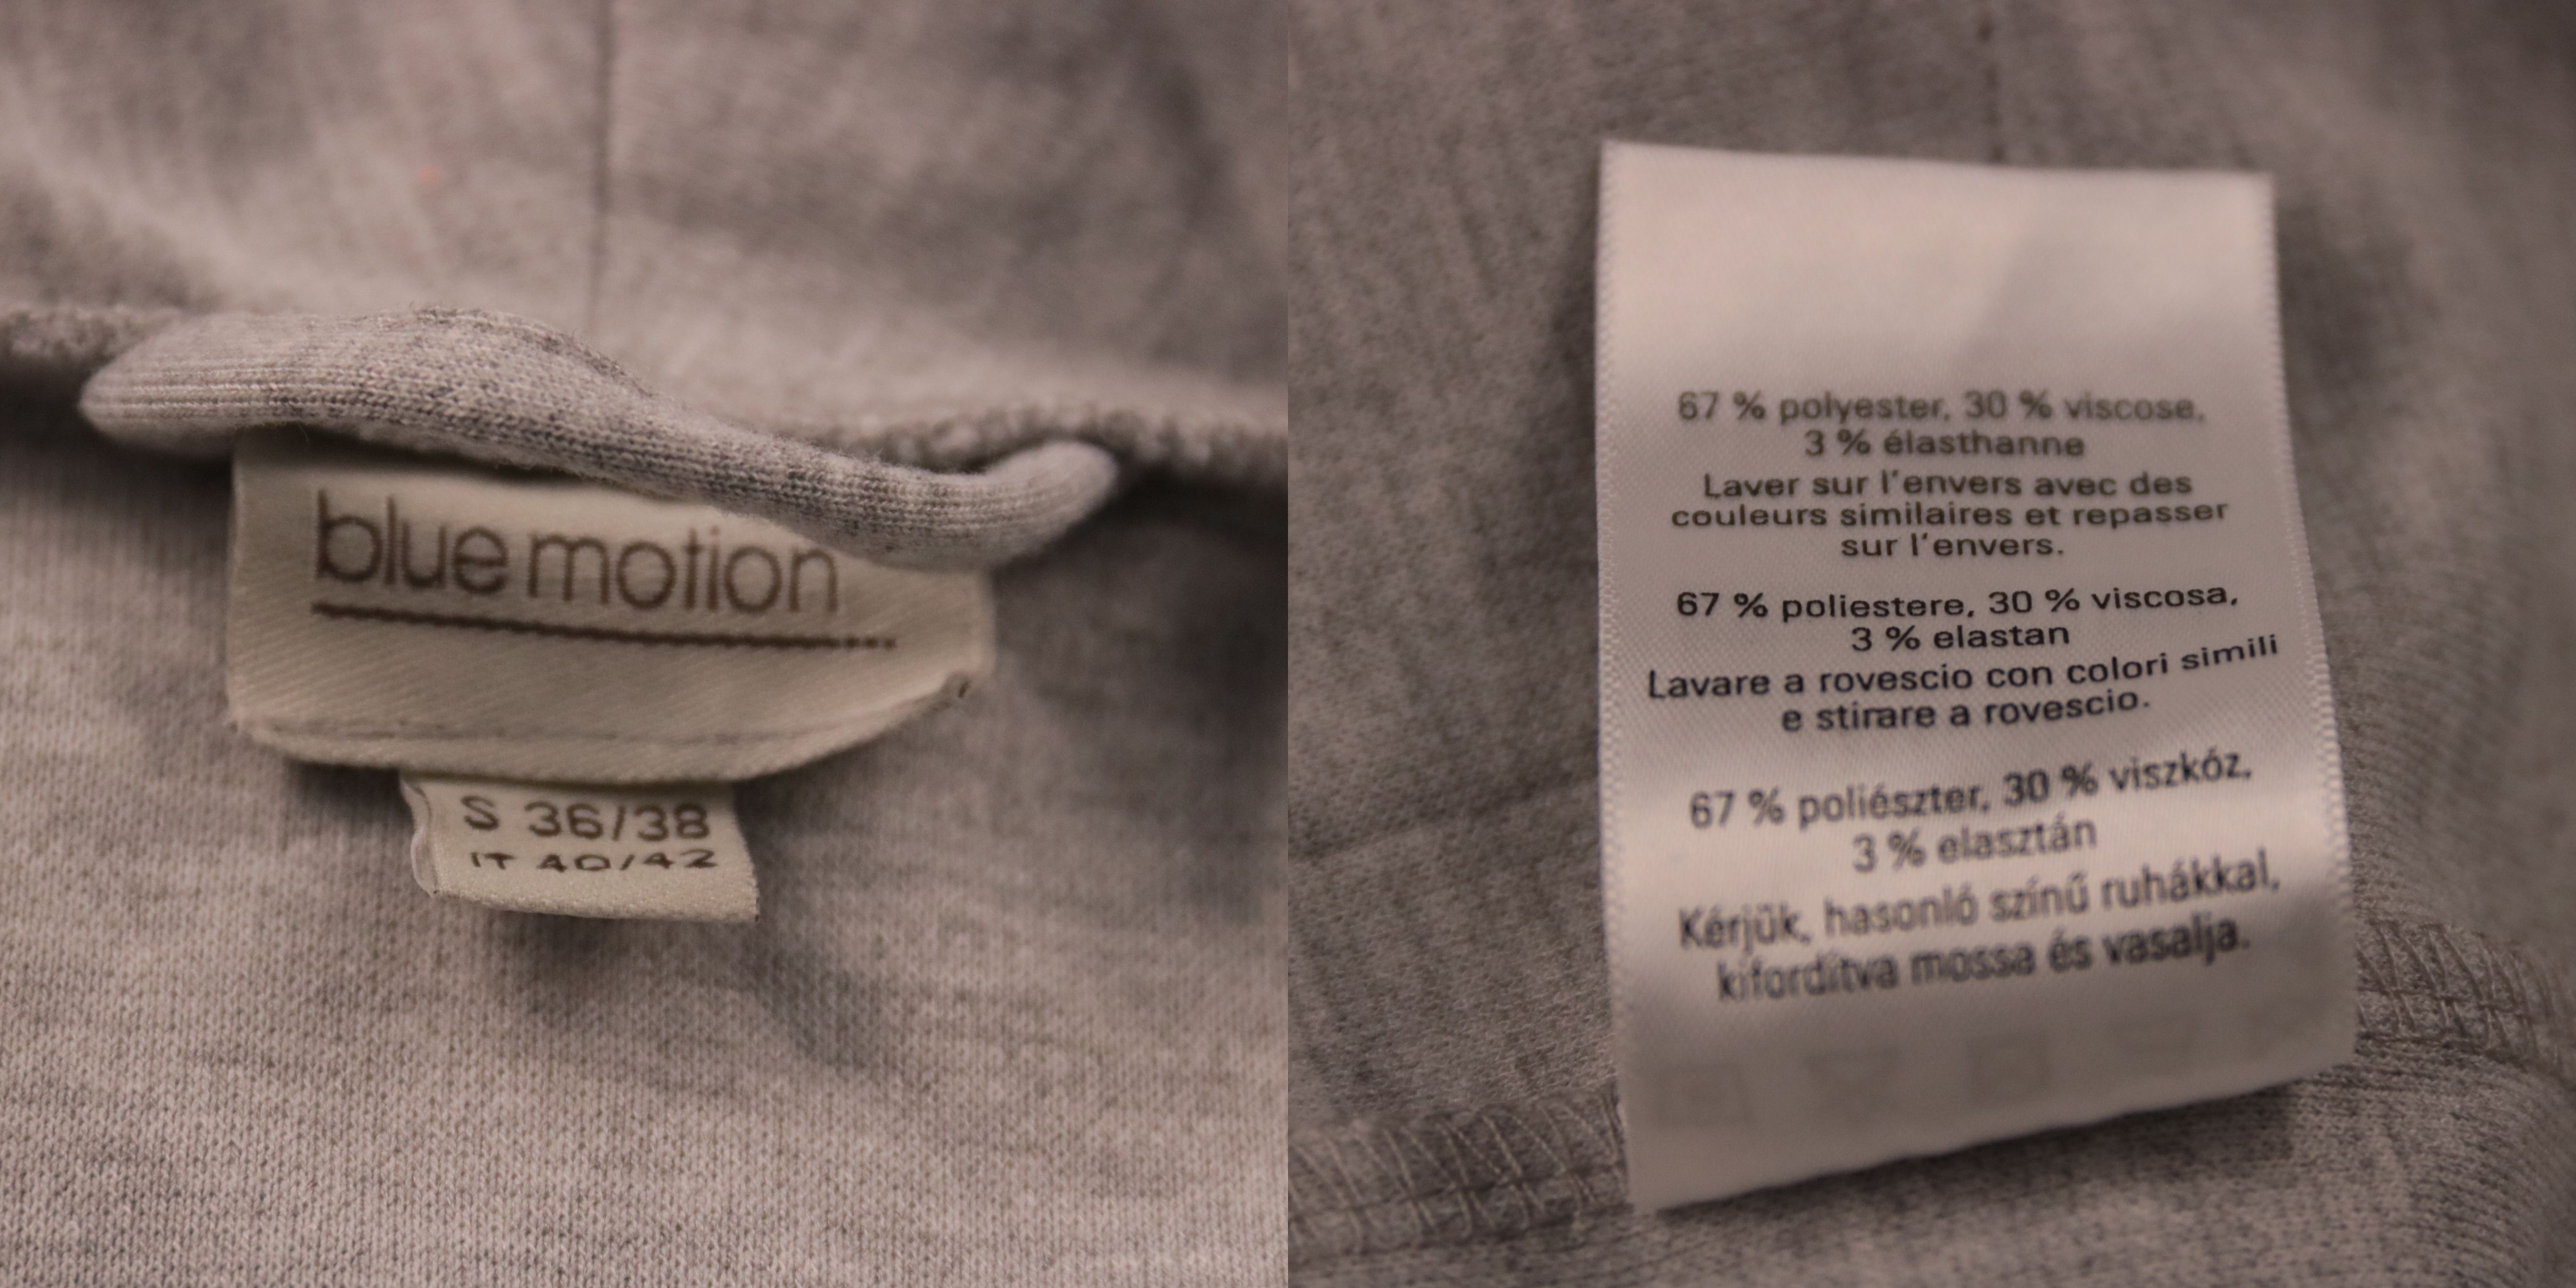 blue motion
S 36/38
IT 40/42
67 % polyester, 30 % viscose,
3 % élasthanne
Laver sur l'envers avec des
couleurs similaires et repasser
sur l'envers.
67 % poliestere, 30 % viscosa,
3 % elastan
Lavare a rovescio con colori simili
e stirare a rovescio.
67 % poliészter, 30 % viszkóz,
3 % elasztán
Kérjük, hasonló színű ruhákkal,
kifordítva mossa és vasalja.